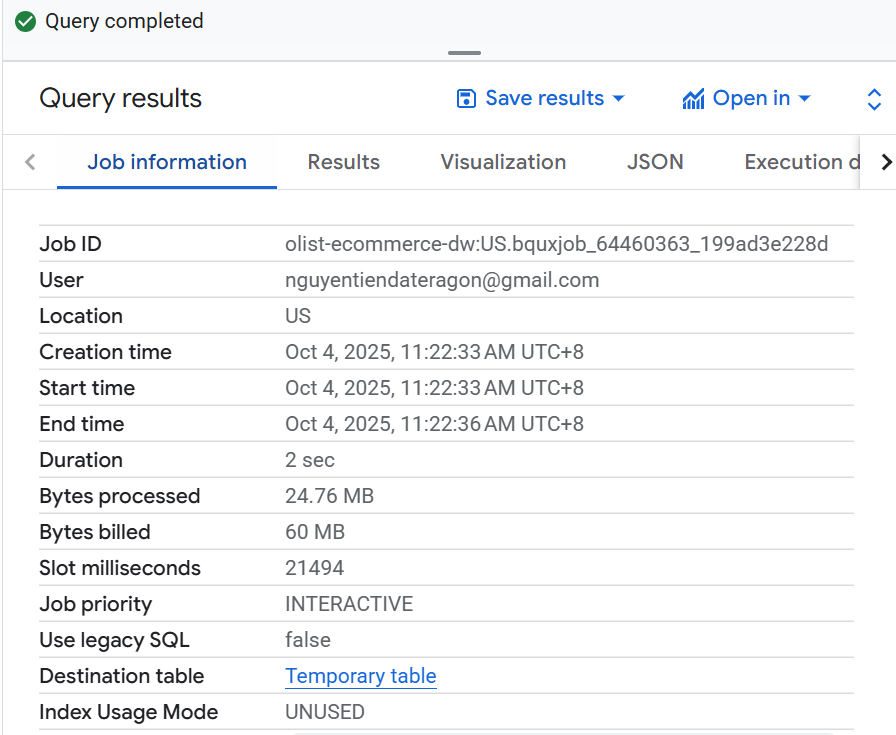 Query completed
Query results Save results Open in
Job information Results Visualization JSON Execution d
Job ID olist-ecommerce-dw:US.bquxjob_64460363_199ad3e228d
User nguyentiendateragon@gmail.com
Location US
Creation time Oct 4, 2025, 11:22:33 AM UTC+8
Start time Oct 4, 2025, 11:22:33 AM UTC+8
End time Oct 4, 2025, 11:22:36 AM UTC+8
Duration 2 sec
Bytes processed 24.76 MB
Bytes billed 60 MB
Slot milliseconds 21494
Job priority INTERACTIVE
Use legacy SQL false
Destination table Temporary table
Index Usage Mode UNUSED